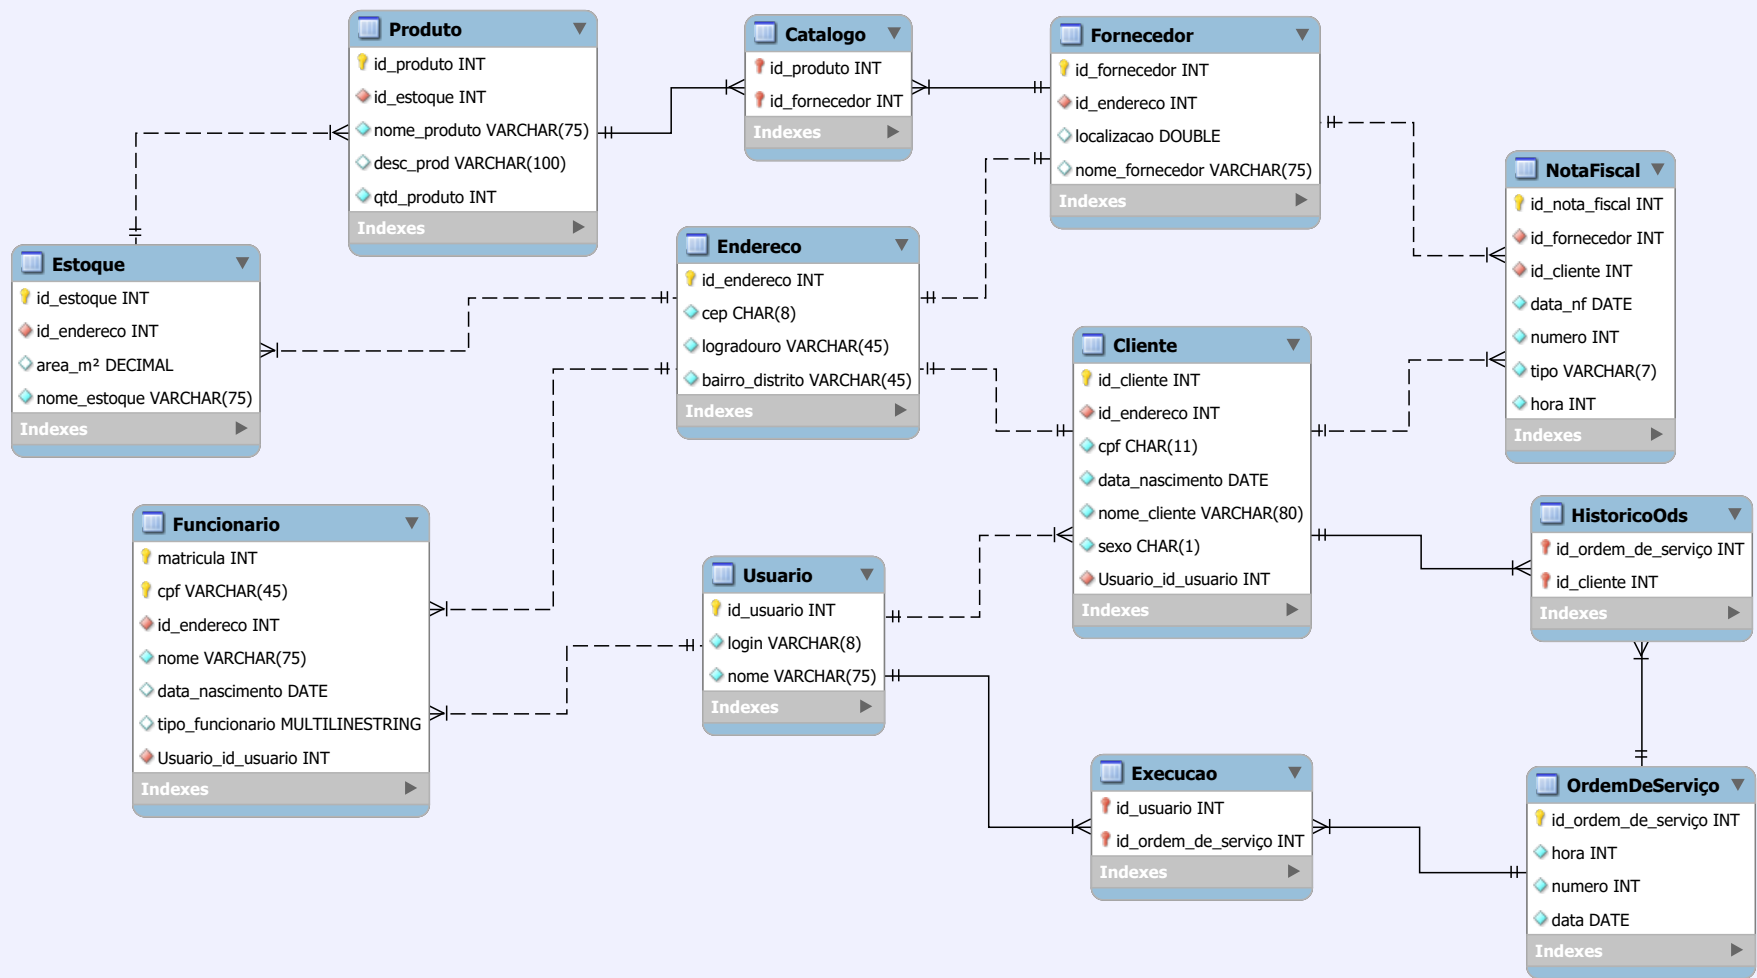 Produto
id_produto INT
id_estoque INT
nome_produto VARCHAR(75)
desc_prod VARCHAR(100)
qtd_produto INT
Indexes
Catalogo
id_produto INT
id_fornecedor INT
Indexes
Fornecedor
id_fornecedor INT
id_endereco INT
localizacao DOUBLE
nome_fornecedor VARCHAR(75)
Indexes
NotaFiscal
id_nota_fiscal INT
id_fornecedor INT
id_cliente INT
data_nf DATE
numero INT
tipo VARCHAR(7)
hora INT
Indexes
Estoque
id_estoque INT
id_endereco INT
area_m² DECIMAL
nome_estoque VARCHAR(75)
Indexes
Endereco
id_endereco INT
cep CHAR(8)
logradouro VARCHAR(45)
bairro_distrito VARCHAR(45)
Indexes
Cliente
id_cliente INT
id_endereco INT
cpf CHAR(11)
data_nascimento DATE
nome_cliente VARCHAR(80)
sexo CHAR(1)
Usuario_id_usuario INT
Indexes
Funcionario
matricula INT
cpf VARCHAR(45)
id_endereco INT
nome VARCHAR(75)
data_nascimento DATE
tipo_funcionario MULTILINESTRING
Usuario_id_usuario INT
Indexes
Usuario
id_usuario INT
login VARCHAR(8)
nome VARCHAR(75)
Indexes
HistoricoOds
id_ordem_de_serviço INT
id_cliente INT
Indexes
Execucao
id_usuario INT
id_ordem_de_serviço INT
Indexes
OrdemDeServiço
id_ordem_de_serviço INT
hora INT
numero INT
data DATE
Indexes